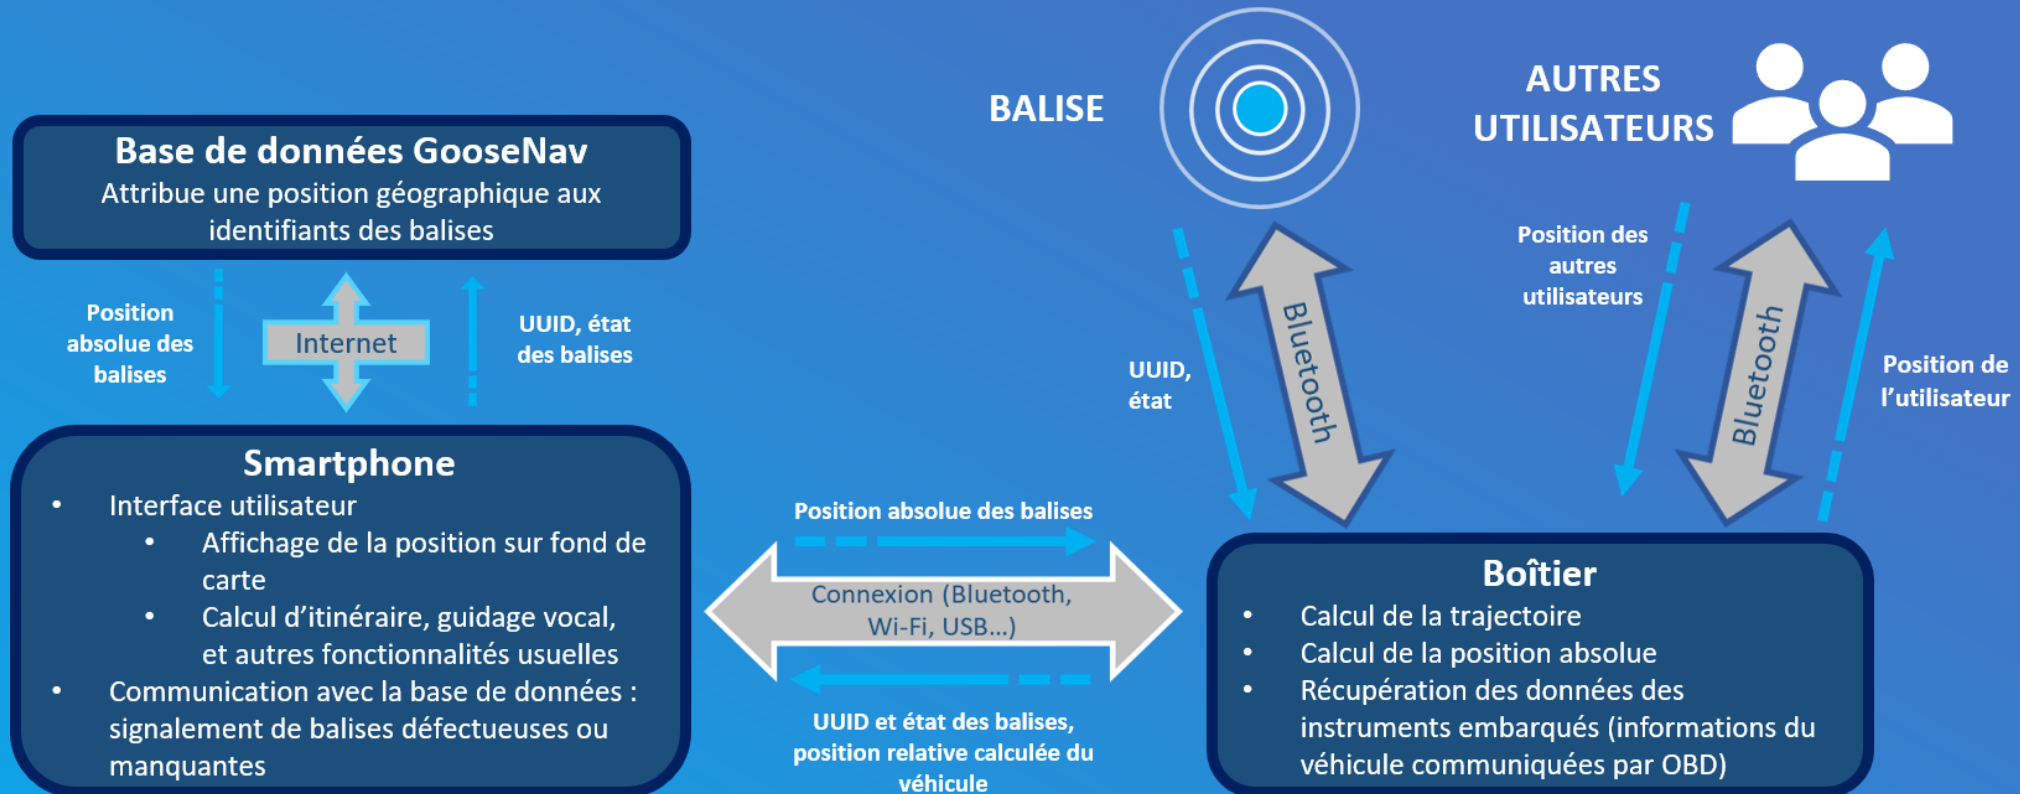 BALISE
AUTRES
UTILISATEURS
Base de données GooseNav
Attribue une position géographique aux
identifiants des balises
Position
absolue des
balises
Internet
UUID, état
des balises
Smartphone
• Interface utilisateur
• Affichage de la position sur fond de
carte
• Calcul d'itinéraire, guidage vocal,
et autres fonctionnalités usuelles
• Communication avec la base de données :
signalement de balises défectueuses ou
manquantes
Position absolue des balises
Connexion (Bluetooth,
Wi-Fi, USB...)
UUID et état des balises,
position relative calculée du
véhicule
UUID,
état
Bluetooth
Position des
autres
utilisateurs
Bluetooth
Position de
l'utilisateur
Boîtier
• Calcul de la trajectoire
• Calcul de la position absolue
• Récupération des données des
instruments embarqués (informations du
véhicule communiquées par OBD)